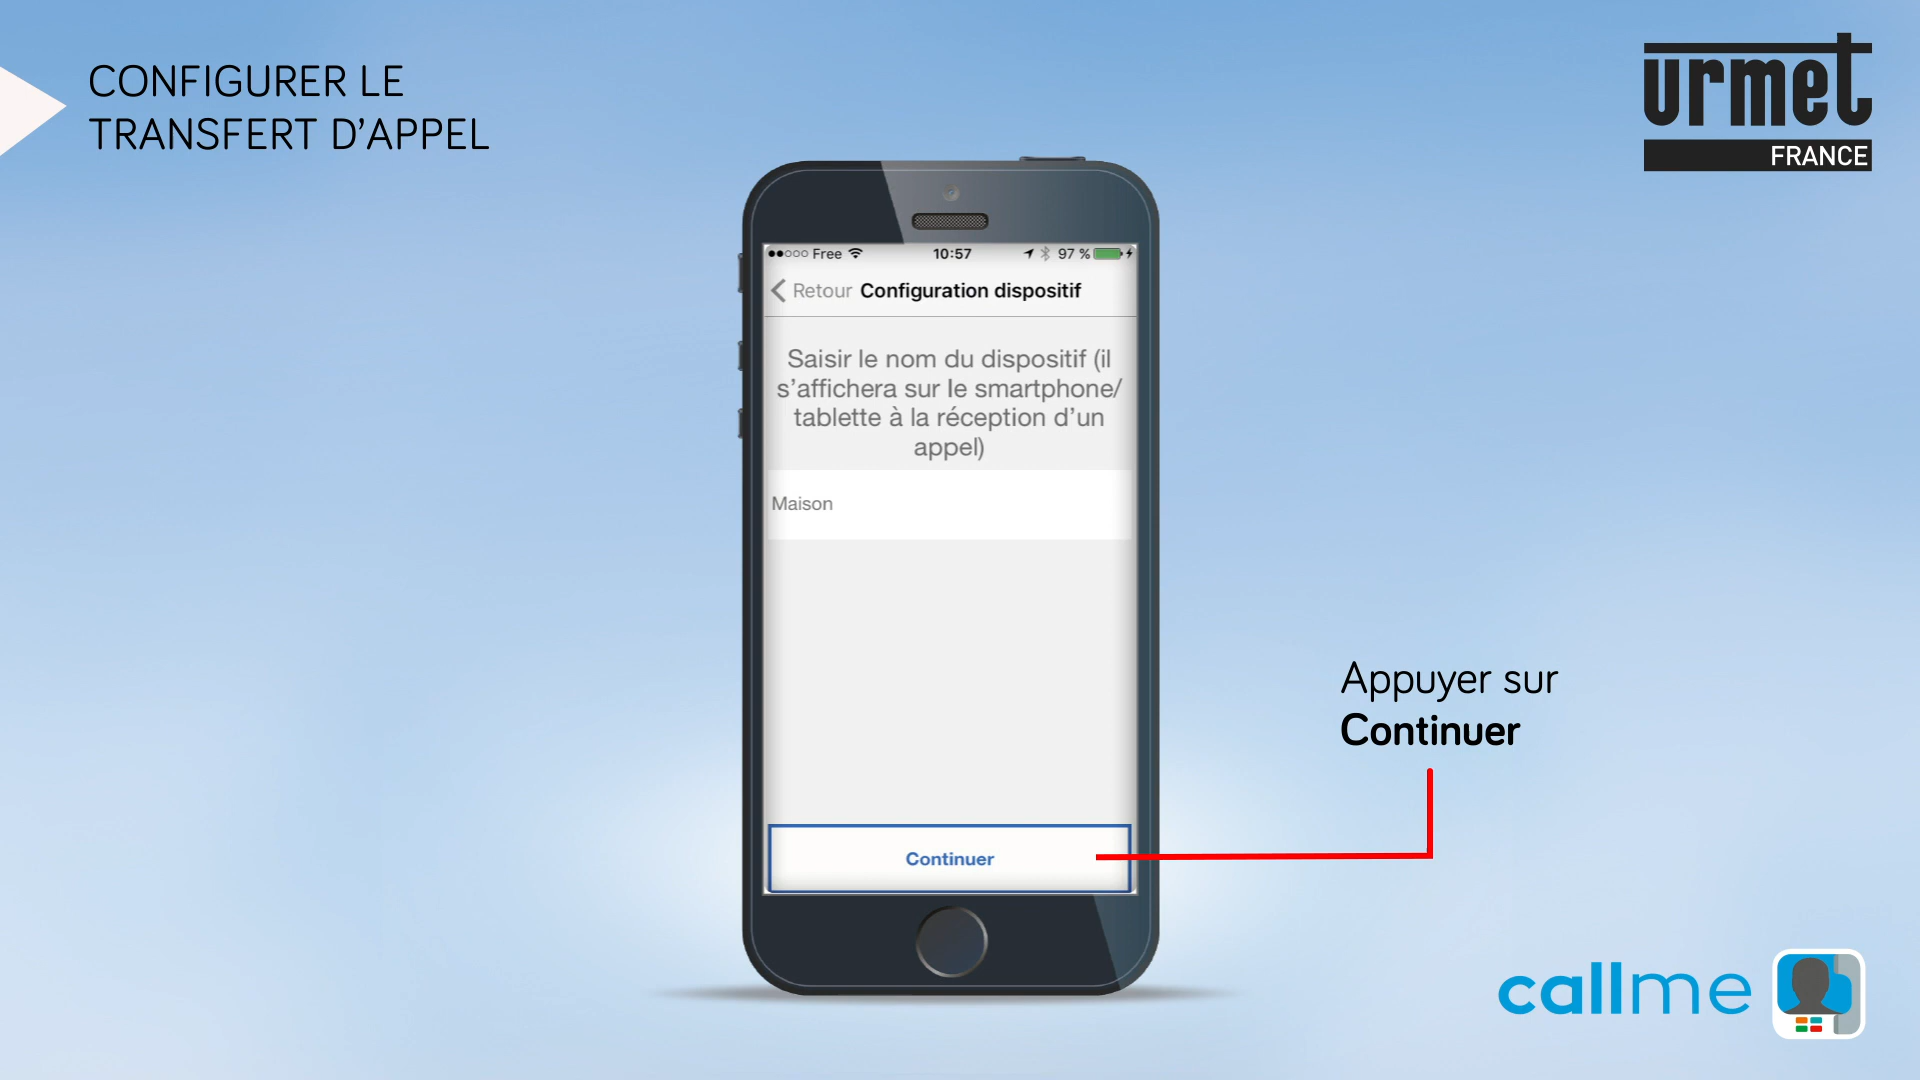 CONFIGURER LE
TRANSFERT D’APPEL
urmet
FRANCE
Free 10:57 97 %
Retour Configuration dispositif
Saisir le nom du dispositif (il
s’affichera sur le smartphone/
tablette à la réception d’un
appel)
Maison
Appuyer sur
Continuer
Continuer
callme